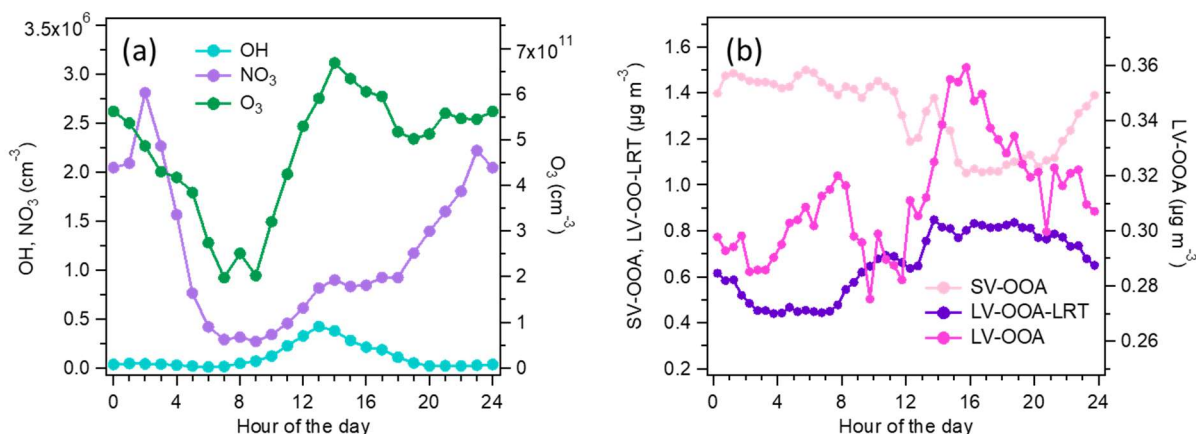 (a)
3.5x10⁶
3.0
2.5
2.0
1.5
1.0
0.5
0.0
OH, NO₃ (cm⁻³)
OH
NO₃
O₃
7x10¹¹
6
5
4
3
2
1
0
O₃ (cm⁻³)
0 4 8 12 16 20 24
Hour of the day
(b)
1.6
1.4
1.2
1.0
0.8
0.6
0.4
0.2
SV-OOA, LV-OO-LRT (µg m⁻³)
SV-OOA
LV-OOA-LRT
LV-OOA
0.36
0.34
0.32
0.30
0.28
0.26
LV-OOA (µg m⁻³)
0 4 8 12 16 20 24
Hour of the day